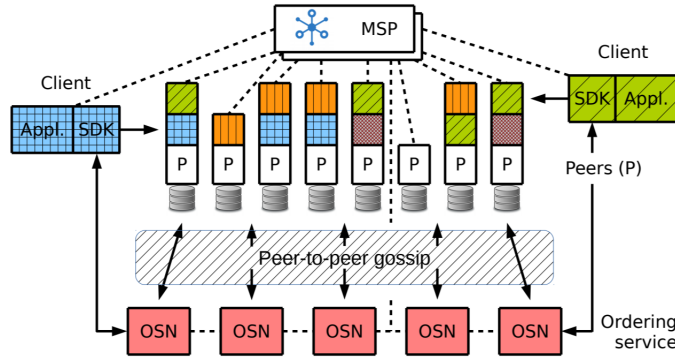 MSP
Client
Client
Appl. SDK
SDK Appl.
P P P P P P P P
Peers (P)
Peer-to-peer gossip
OSN OSN OSN OSN OSN
Ordering
service